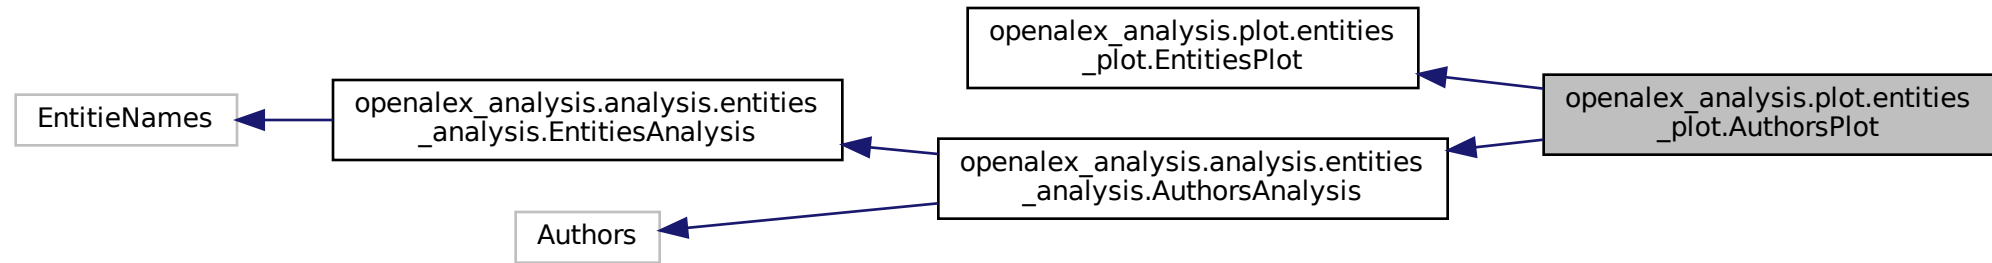 EntitieNames
openalex_analysis.analysis.entities
_analysis.EntitiesAnalysis
Authors
openalex_analysis.plot.entities
_plot.EntitiesPlot
openalex_analysis.analysis.entities
_analysis.AuthorsAnalysis
openalex_analysis.plot.entities
_plot.AuthorsPlot